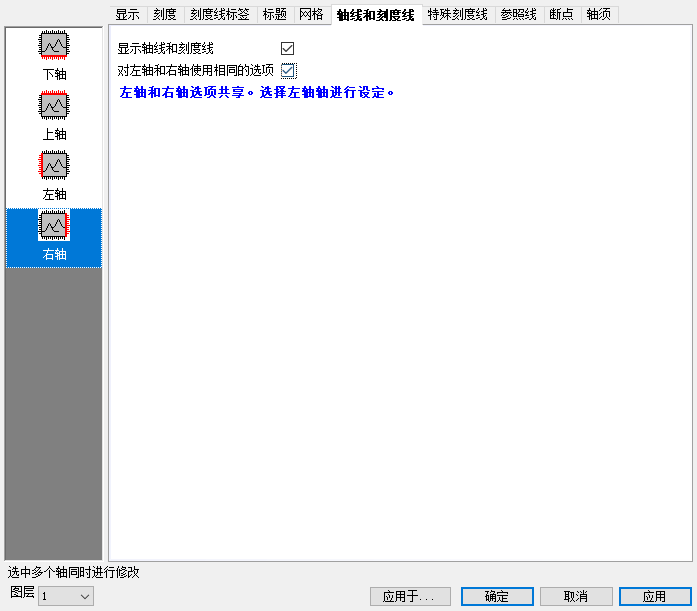 显示 刻度 刻度线标签 标题 网格 轴线和刻度线 特殊刻度线 参照线 断点 轴须
下轴
上轴
左轴
右轴
显示轴线和刻度线
对左轴和右轴使用相同的选项
左轴和右轴选项共享。选择左轴轴进行设定。
选中多个轴同时进行修改
图层 1
应用于... 确定 取消 应用